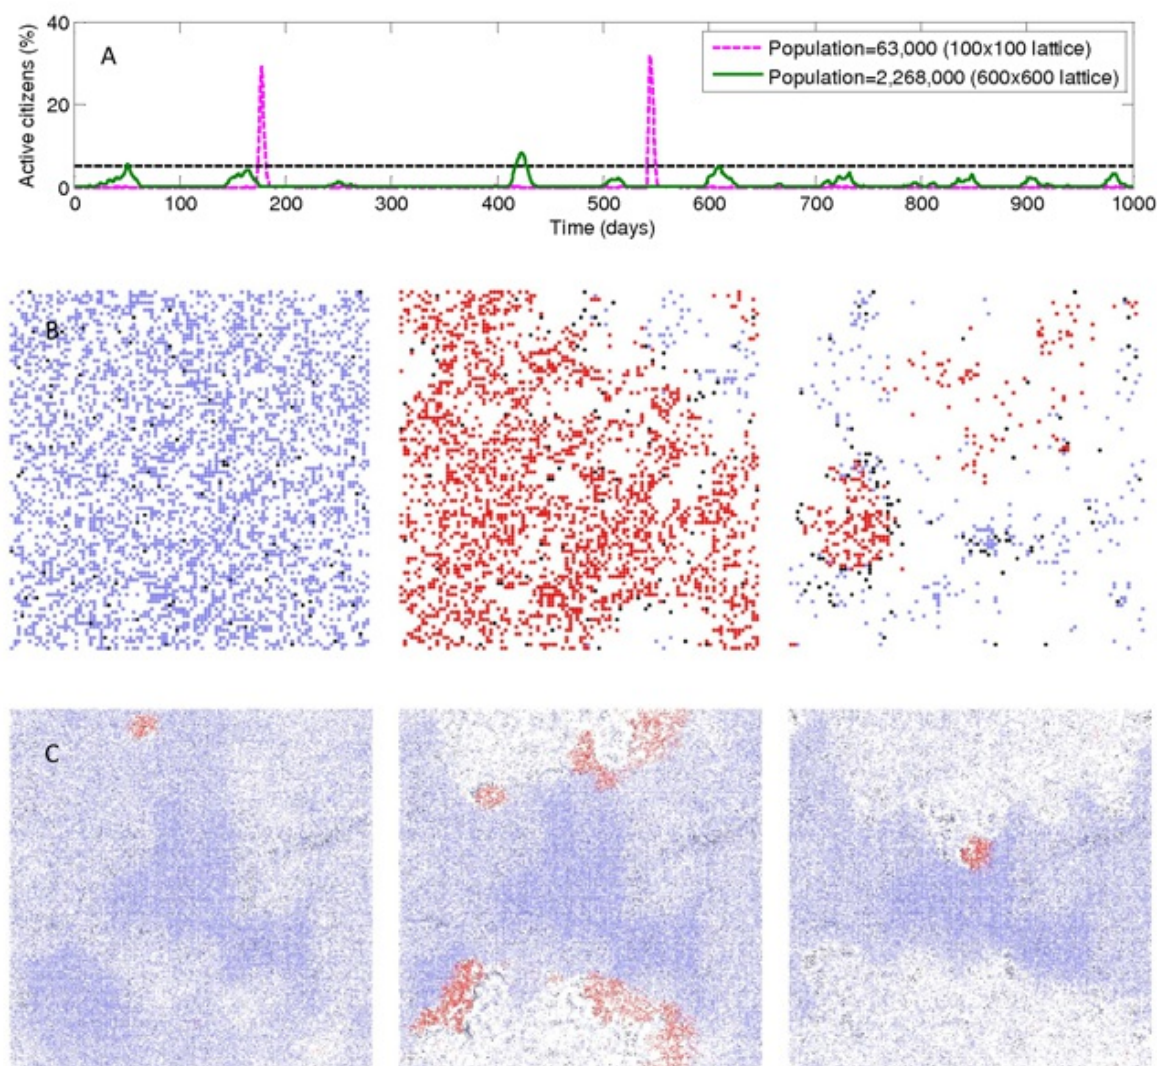 40
20
0
Active citizens (%)
A
Population=63,000 (100x100 lattice)
Population=2,268,000 (600x600 lattice)
0 100 200 300 400 500 600 700 800 900 1000
Time (days)
B
C